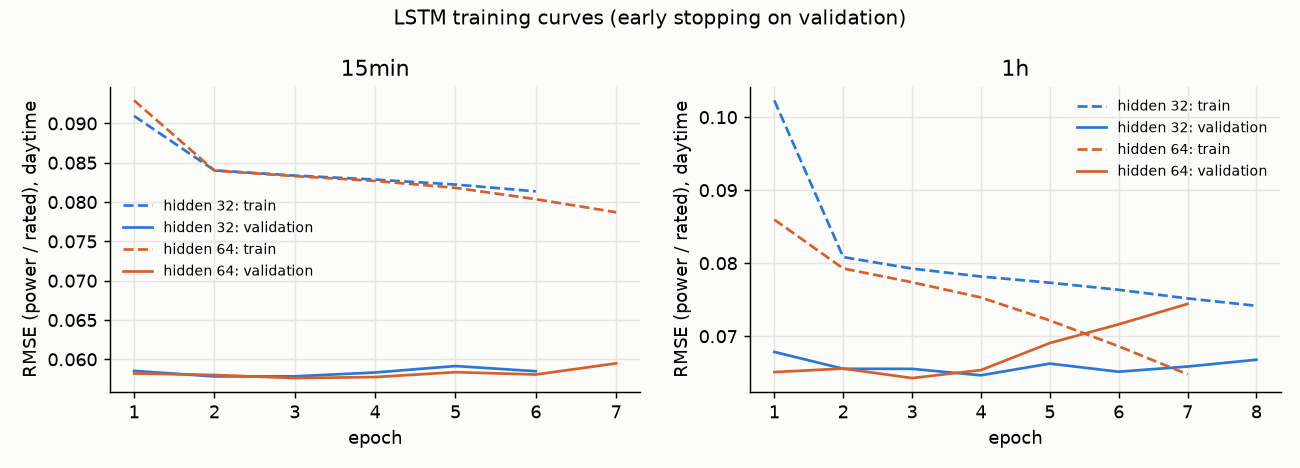 LSTM training curves (early stopping on validation)
15min
RMSE (power / rated), daytime
0.090
0.085
0.080
0.075
0.070
0.065
0.060
hidden 32: train
hidden 32: validation
hidden 64: train
hidden 64: validation
1 2 3 4 5 6 7
epoch
1h
RMSE (power / rated), daytime
0.10
0.09
0.08
0.07
hidden 32: train
hidden 32: validation
hidden 64: train
hidden 64: validation
1 2 3 4 5 6 7 8
epoch